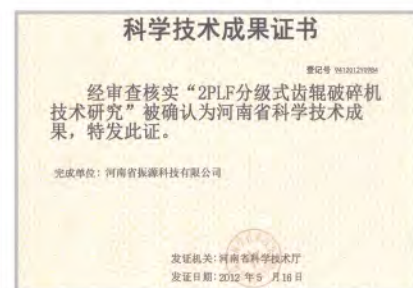 科学技术成果证书
登记号
经审查核实“2PLF分级式齿辊破碎机
技术研究”被确认为河南省科学技术成
果，特发此证。
完成单位：河南省振源科技有限公司
发证机关：河南省科学技术厅
发证日期：2012 年 5 月 16 日